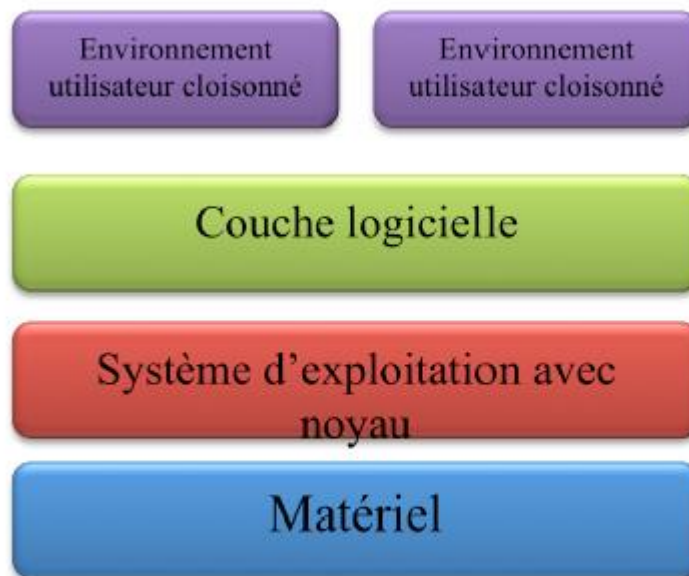 Environnement
utilisateur cloisonné
Environnement
utilisateur cloisonné
Couche logicielle
Système d’exploitation avec
noyau
Matériel